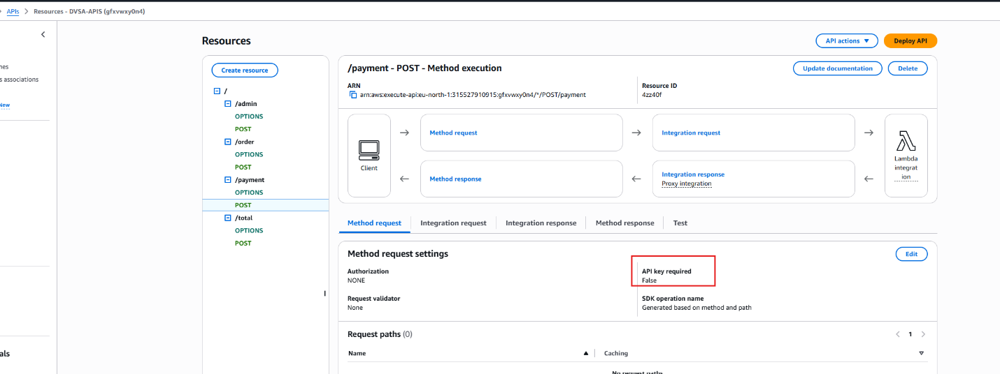 APIs > Resources - DVSA-APIS (gfxvwxy0n4)
nes
s associations
New
als
Resources
API actions
Deploy API
Create resource
/
/admin
OPTIONS
POST
/order
OPTIONS
POST
/payment
OPTIONS
POST
/total
OPTIONS
POST
/payment - POST - Method execution
Update documentation
Delete
ARN
arn:aws:execute-api:eu-north-1:315527910915:gfxvwxy0n4/*/POST/payment
Resource ID
4zz40f
Client
Method request
Integration request
Method response
Integration response
Proxy integration
Lambda
integrat
ion
Method request
Integration request
Integration response
Method response
Test
Method request settings
Edit
Authorization
NONE
API key required
False
Request validator
None
SDK operation name
Generated based on method and path
Request paths (0)
1
Name
Caching
No request paths